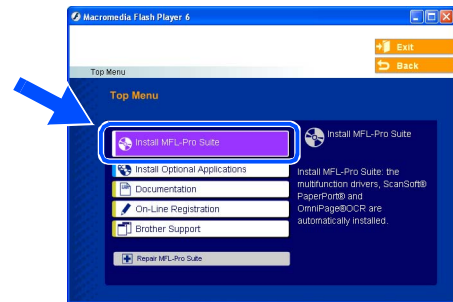 Macromedia Flash Player 6
Exit
Back
Top Menu
Top Menu
Install MFL-Pro Suite
Install Optional Applications
Documentation
On-Line Registration
Brother Support
Repair MFL-Pro Suite
Install MFL-Pro Suite
Install MFL-Pro Suite: the
multifunction drivers, ScanSoft®
PaperPort® and
OmniPage®OCR are
automatically installed.